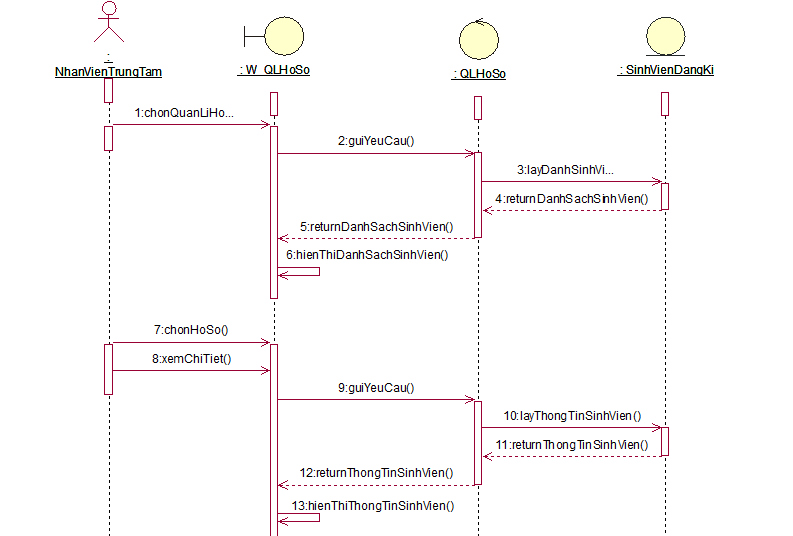 :
NhanVienTrungTam
: W_QLHoSo
: QLHoSo
: SinhVienDangKi
1:chonQuanLiHo...
2:guiYeuCau()
3:layDanhSinhVi...
4:returnDanhSachSinhVien()
5:returnDanhSachSinhVien()
6:hienThiDanhSachSinhVien()
7:chonHoSo()
8:xemChiTiet()
9:guiYeuCau()
10:layThongTinSinhVien()
11:returnThongTinSinhVien()
12:returnThongTinSinhVien()
13:hienThiThongTinSinhVien()